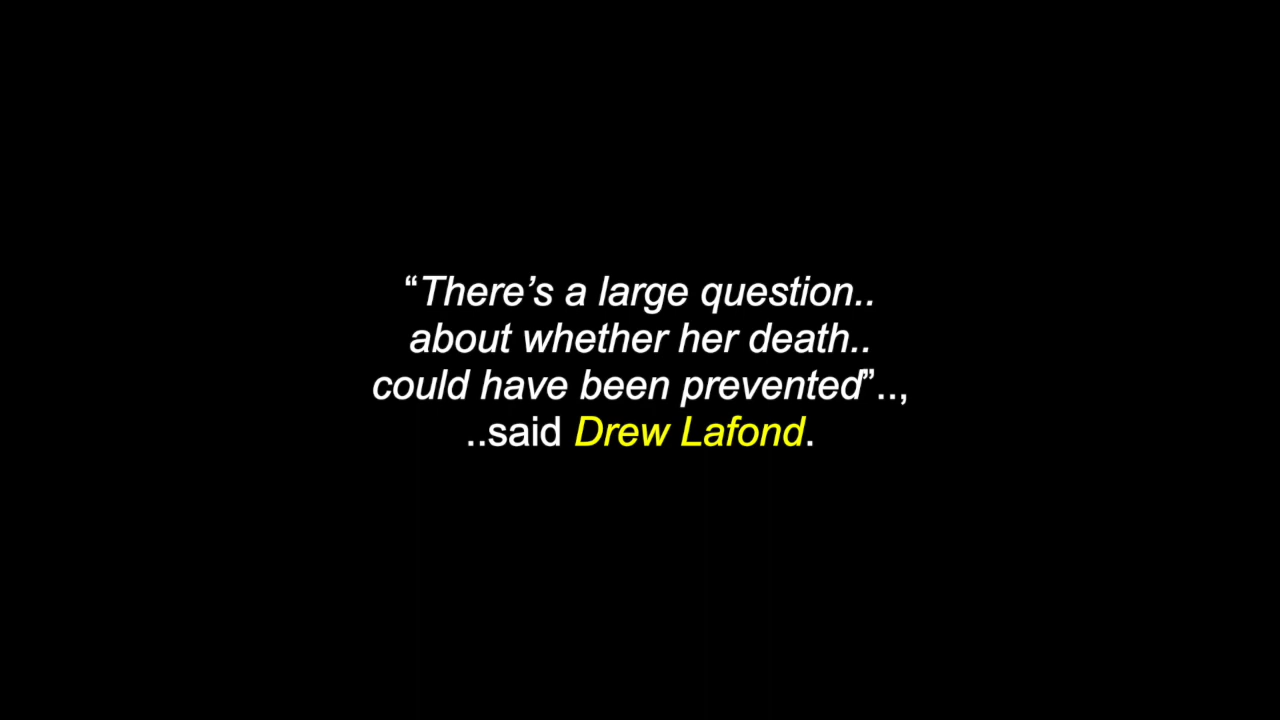 “There’s a large question..
about whether her death..
could have been prevented”..,
..said Drew Lafond.